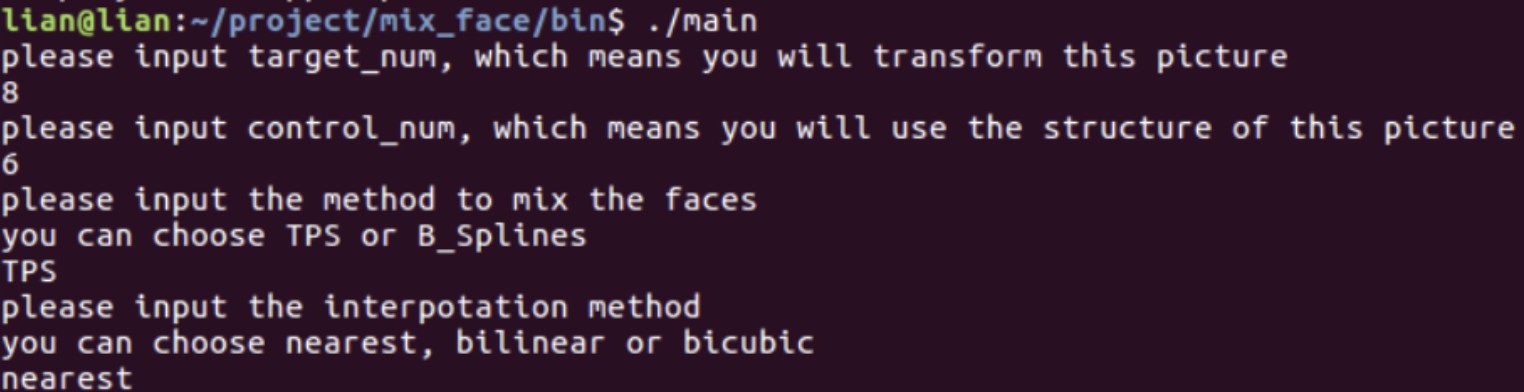 lian@lian:~/project/mix_face/bin$ ./main
please input target_num, which means you will transform this picture
8
please input control_num, which means you will use the structure of this picture
6
please input the method to mix the faces
you can choose TPS or B_Splines
TPS
please input the interpotation method
you can choose nearest, bilinear or bicubic
nearest